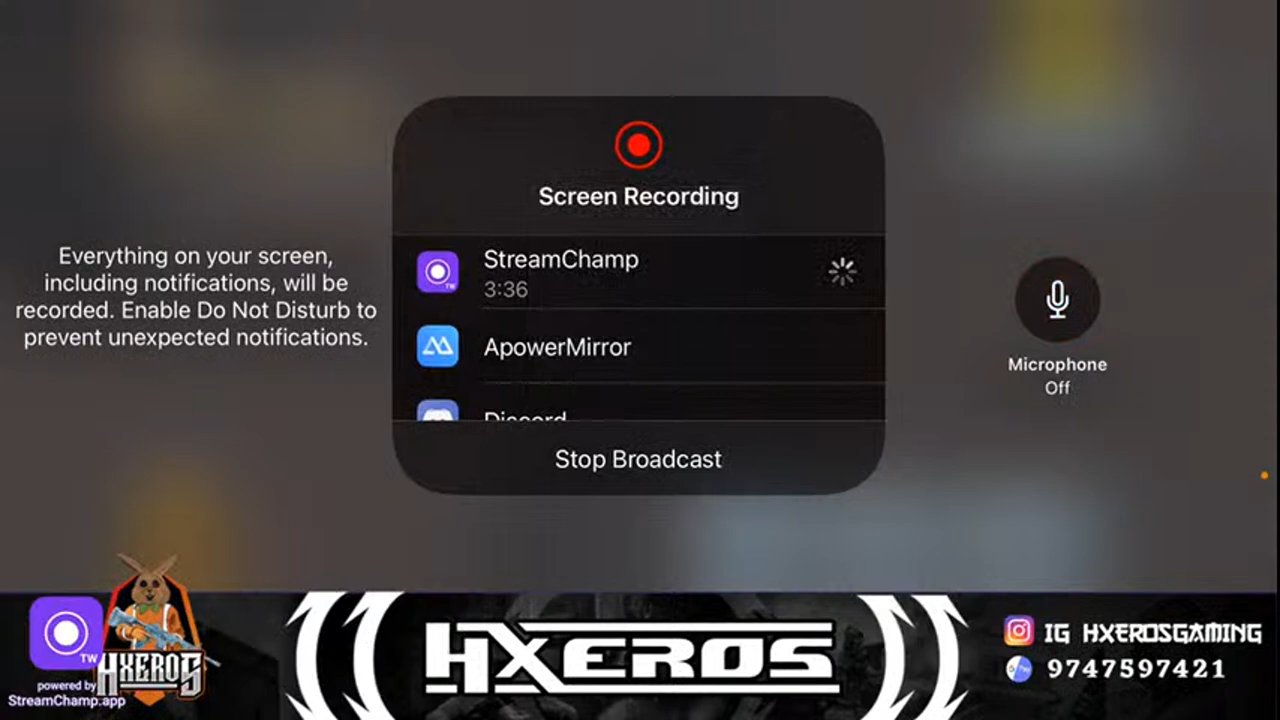 Screen Recording
Everything on your screen,
including notifications, will be
recorded. Enable Do Not Disturb to
prevent unexpected notifications.
StreamChamp
3:36
ApowerMirror
Discord
Stop Broadcast
Microphone
Off
TW
powered by
StreamChamp.app
HXEROS
HXEROS
IG HXEROSGAMING
9747597421